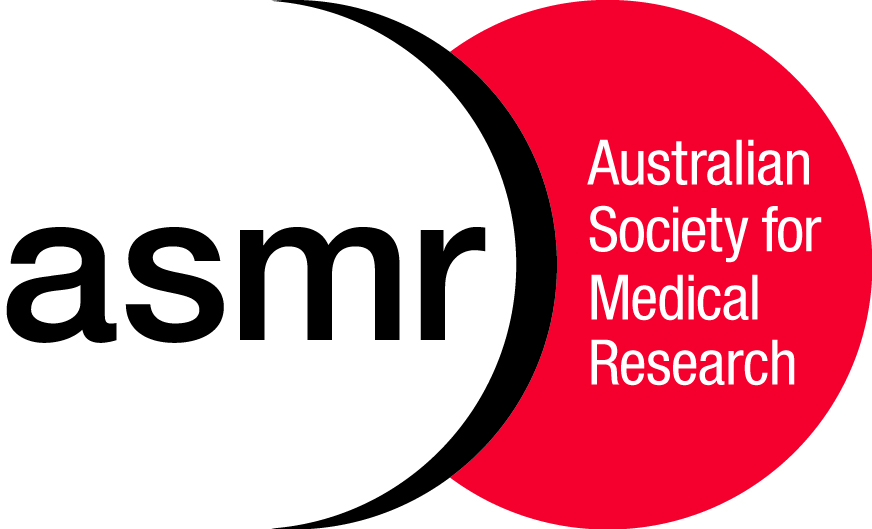 asmr
Australian
Society for
Medical
Research